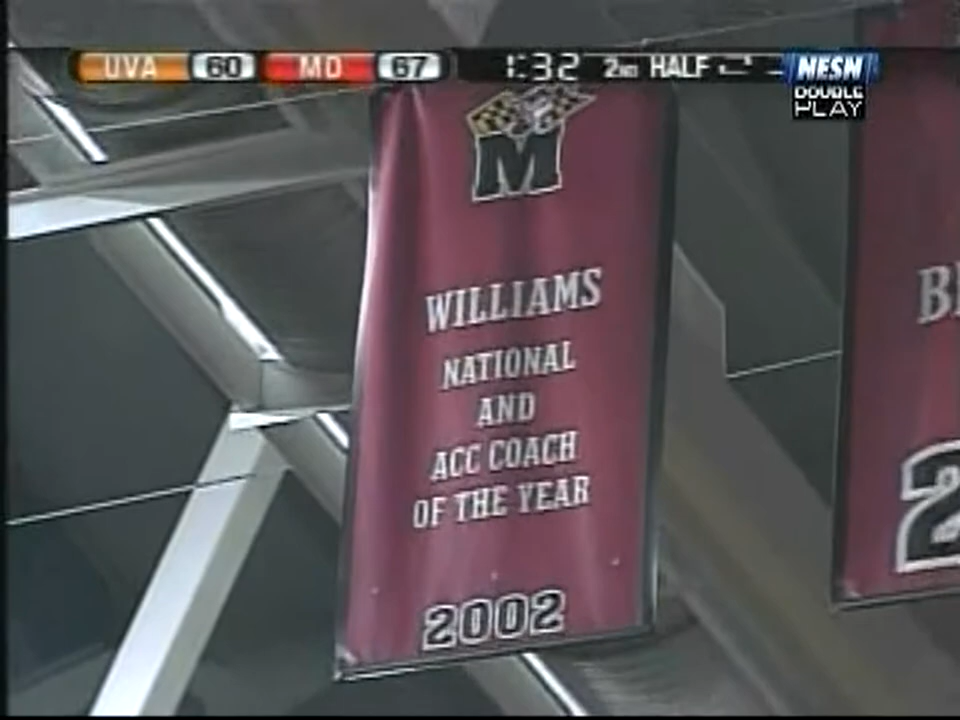 UVA 60 MD 67 1:32 2ND HALF NESN
DOUBLE
PLAY
M
WILLIAMS
NATIONAL
AND
ACC COACH
OF THE YEAR
2002
B
2